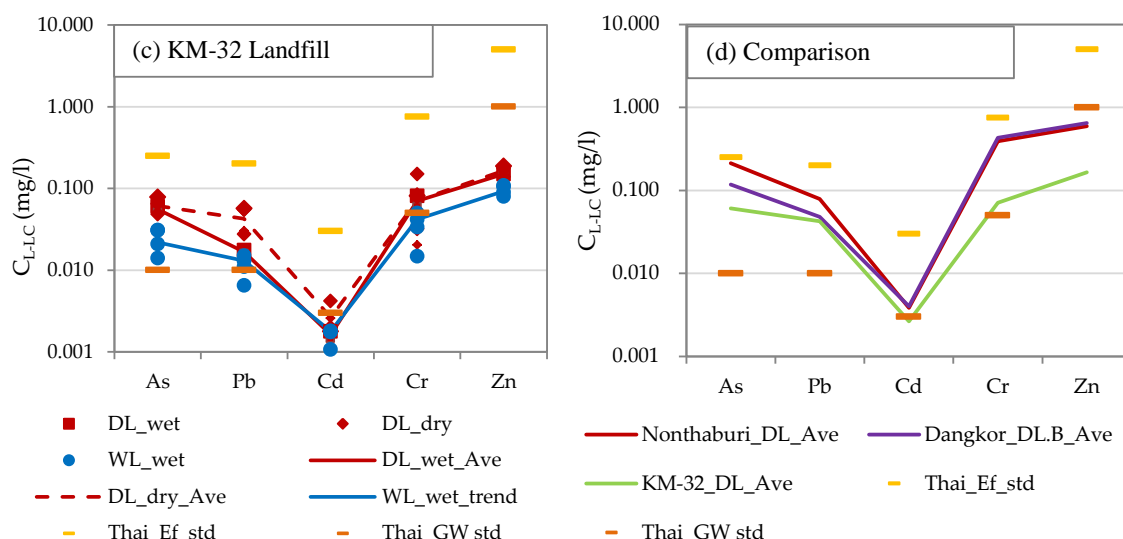 10.000
1.000
0.100
0.010
0.001
C_L-LC (mg/l)
(c) KM-32 Landfill
As Pb Cd Cr Zn
DL_wet DL_dry
WL_wet DL_wet_Ave
DL_dry_Ave WL_wet_trend
Thai_Ef_std Thai_GW std
10.000
1.000
0.100
0.010
0.001
C_L-LC (mg/l)
(d) Comparison
As Pb Cd Cr Zn
Nonthaburi_DL_Ave Dangkor_DL.B_Ave
KM-32_DL_Ave Thai_Ef_std
Thai_GW std